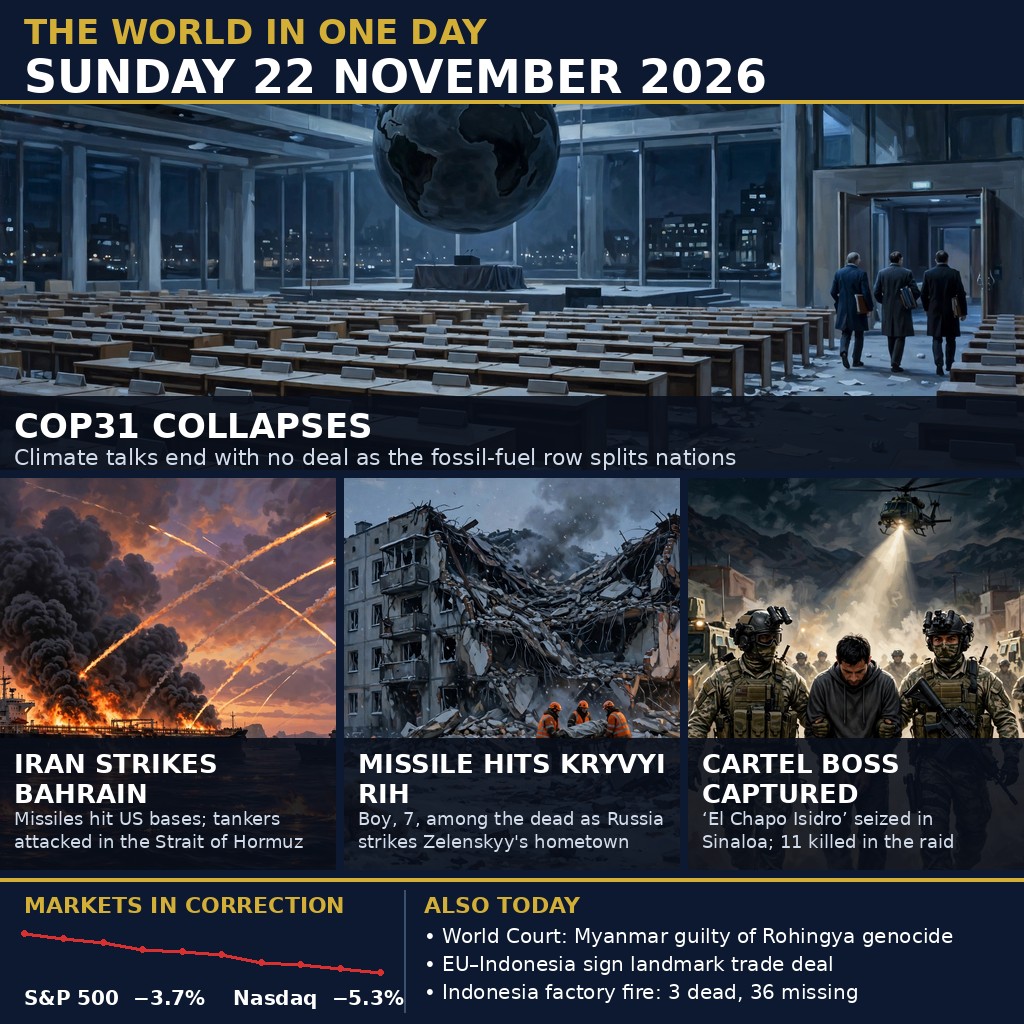 THE WORLD IN ONE DAY
SUNDAY 22 NOVEMBER 2026
COP31 COLLAPSES
Climate talks end with no deal as the fossil-fuel row splits nations
IRAN STRIKES
BAHRAIN
Missiles hit US bases; tankers
attacked in the Strait of Hormuz
MISSILE HITS KRYVYI
RIH
Boy, 7, among the dead as Russia
strikes Zelenskyy's hometown
CARTEL BOSS
CAPTURED
‘El Chapo Isidro’ seized in
Sinaloa; 11 killed in the raid
MARKETS IN CORRECTION
S&P 500 −3.7% Nasdaq −5.3%
ALSO TODAY
• World Court: Myanmar guilty of Rohingya genocide
• EU–Indonesia sign landmark trade deal
• Indonesia factory fire: 3 dead, 36 missing